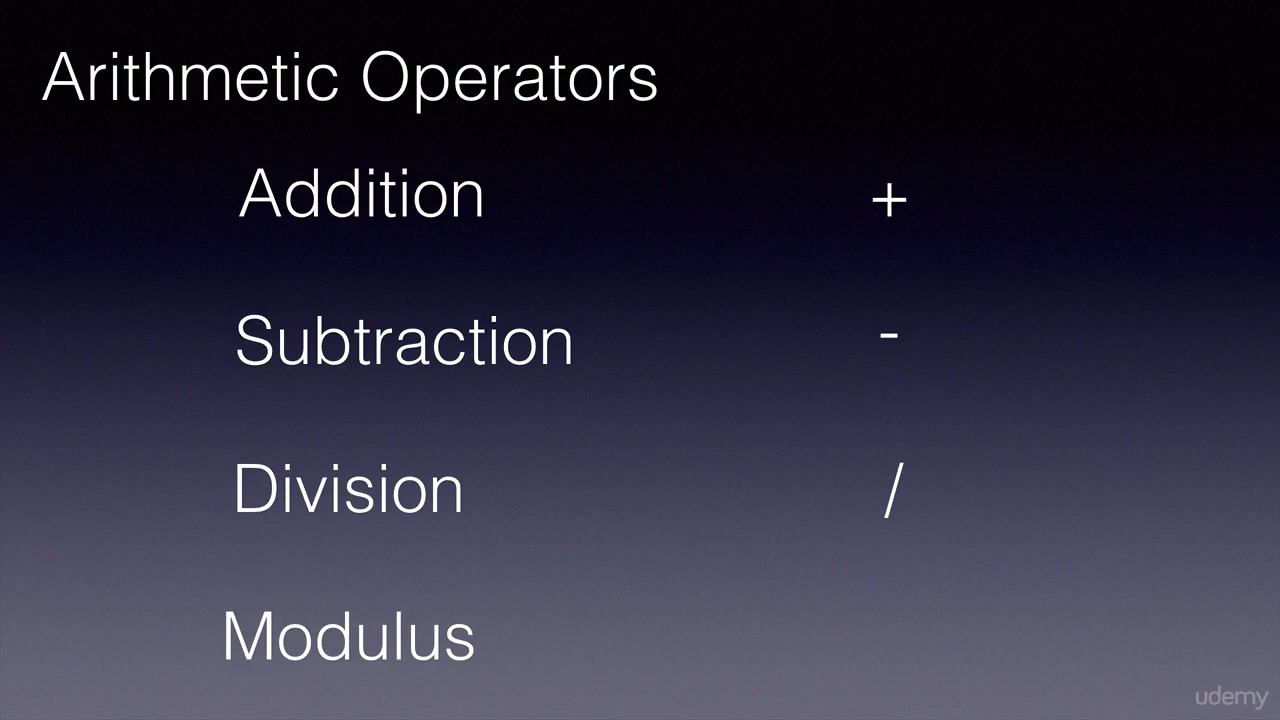 Arithmetic Operators
Addition +
Subtraction -
Division /
Modulus
udemy